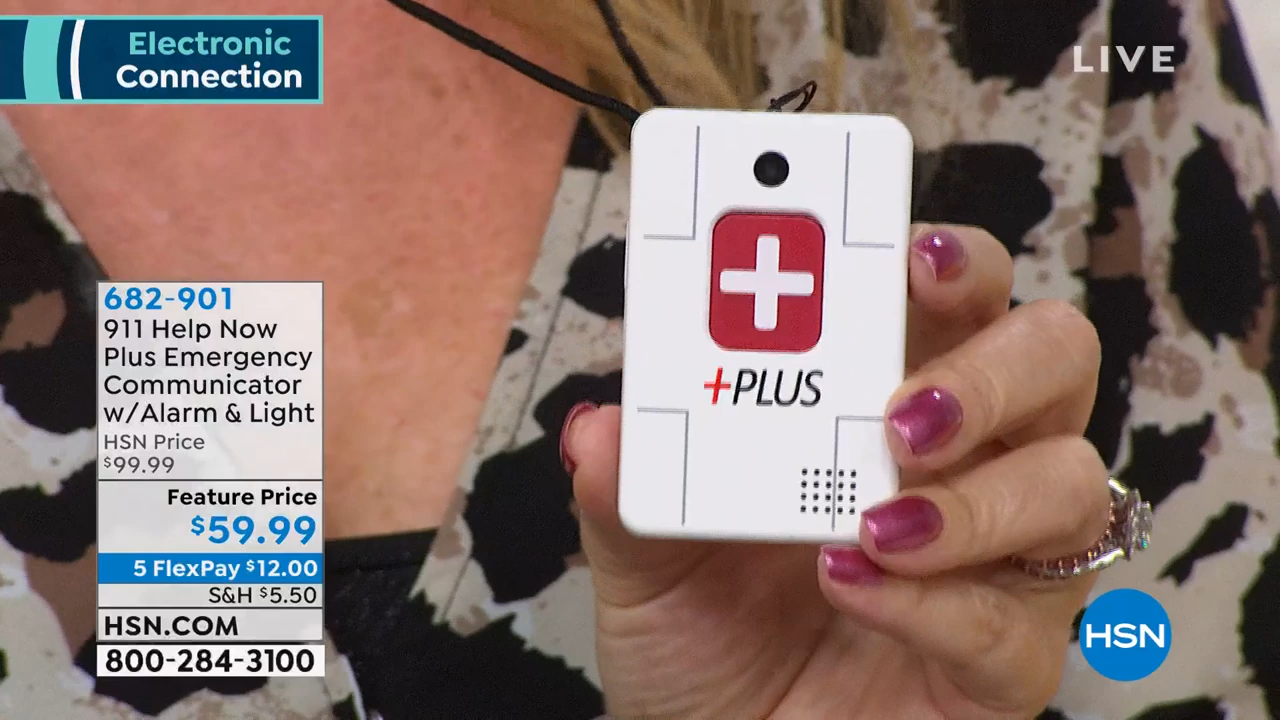 Electronic
Connection
LIVE
+PLUS
682-901
911 Help Now
Plus Emergency
Communicator
w/Alarm & Light
HSN Price
$99.99
Feature Price
$59.99
5 FlexPay $12.00
S&H $5.50
HSN.COM
800-284-3100
HSN